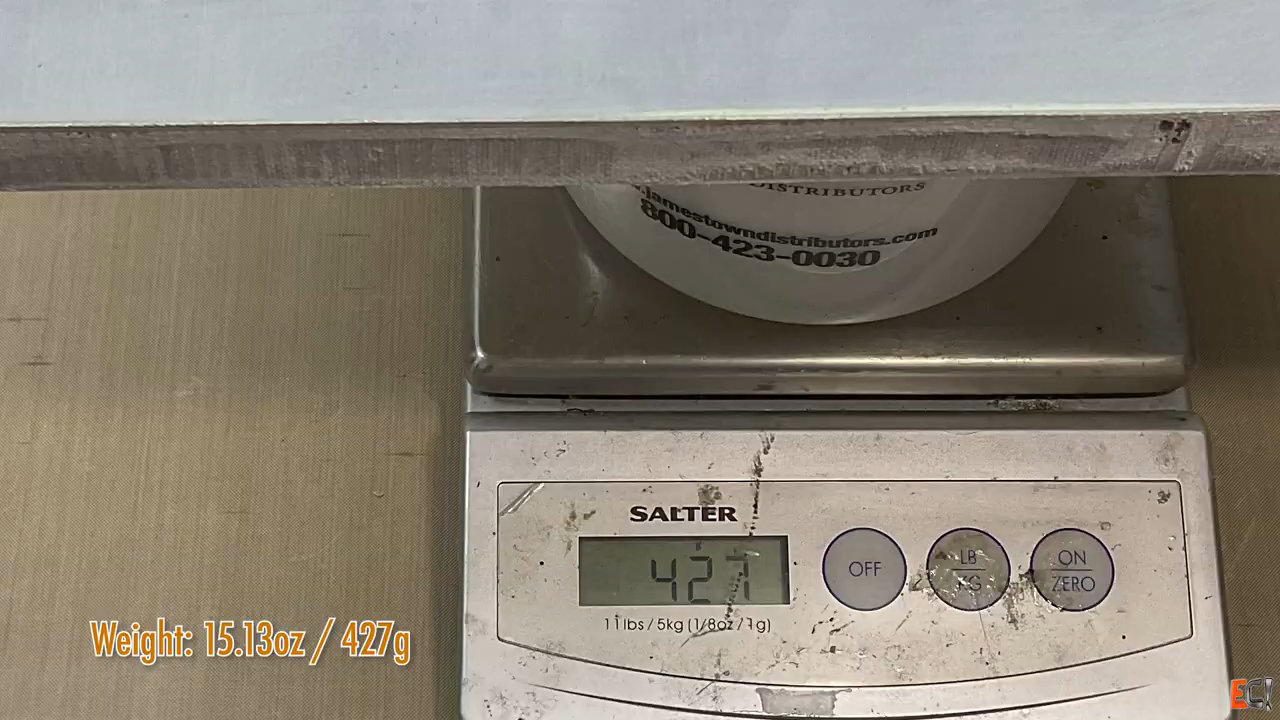 DISTRIBUTORS
jamestowndistributors.com
800-423-0030
SALTER
427
OFF
LB
KG
ON
ZERO
11lbs/5kg (1/8oz/1g)
Weight: 15.13oz / 427g
EC!